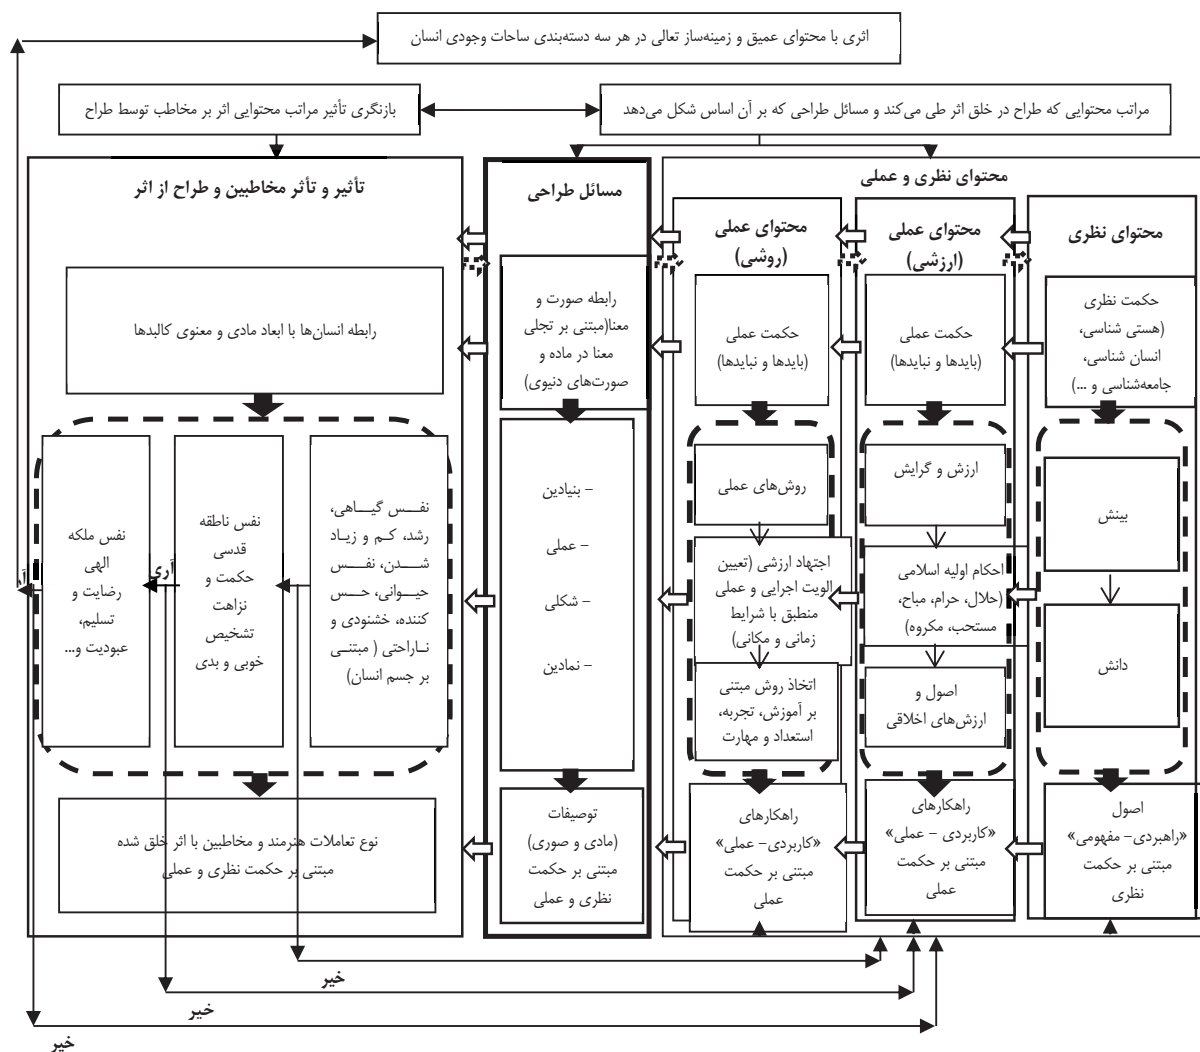 اثری با محتوای عمیق و زمینه‌ساز تعالی در هر سه دسته‌بندی ساحات وجودی انسان
مراتب محتوایی که طراح در خلق اثر طی می‌کند و مسائل طراحی که بر آن اساس شکل می‌دهد
بازنگری تأثیر مراتب محتوایی اثر بر مخاطب توسط طراح
محتوای نظری و عملی
محتوای نظری
حکمت نظری
(هستی شناسی،
انسان شناسی،
جامعه‌شناسی و ...)
بینش
دانش
اصول
«راهبردی- مفهومی»
مبتنی بر حکمت
نظری
محتوای عملی
(ارزشی)
حکمت عملی
(بایدها و نبایدها)
ارزش و گرایش
احکام اولیه اسلامی
(حلال، حرام، مباح،
مستحب، مکروه)
اصول و
ارزش‌های اخلاقی
راهکارهای
«کاربردی - عملی»
مبتنی بر حکمت
عملی
محتوای عملی
(روشی)
حکمت عملی
(بایدها و نبایدها)
روش‌های عملی
اجتهاد ارزشی (تعیین
الویت اجرایی و عملی
منطبق با شرایط
زمانی و مکانی)
اتخاذ روش مبتنی
بر آموزش، تجربه،
استعداد و مهارت
راهکارهای
«کاربردی- عملی»
مبتنی بر حکمت
عملی
مسائل طراحی
رابطه صورت و
معنا(مبتنی بر تجلی
معنا در ماده و
صورت‌های دنیوی)
- بنیادین
- عملی
- شکلی
- نمادین
توصیفات
(مادی و صوری)
مبتنی بر حکمت
نظری و عملی
تأثیر و تأثر مخاطبین و طراح از اثر
رابطه انسان‌ها با ابعاد مادی و معنوی کالبدها
نفس گیاهی،
رشد، کم و زیاد
شدن، نفس
حیوانی، حس
کننده، خشنودی و
ناراحتی ( مبتنی
بر جسم انسان)
نفس ناطقه
قدسی
حکمت و
نزاهت
تشخیص
خوبی و بدی
آری
نفس ملکه
الهی
رضایت و
تسلیم،
عبودیت و...
نوع تعاملات هنرمند و مخاطبین با اثر خلق شده
مبتنی بر حکمت نظری و عملی
خیر
خیر
خیر